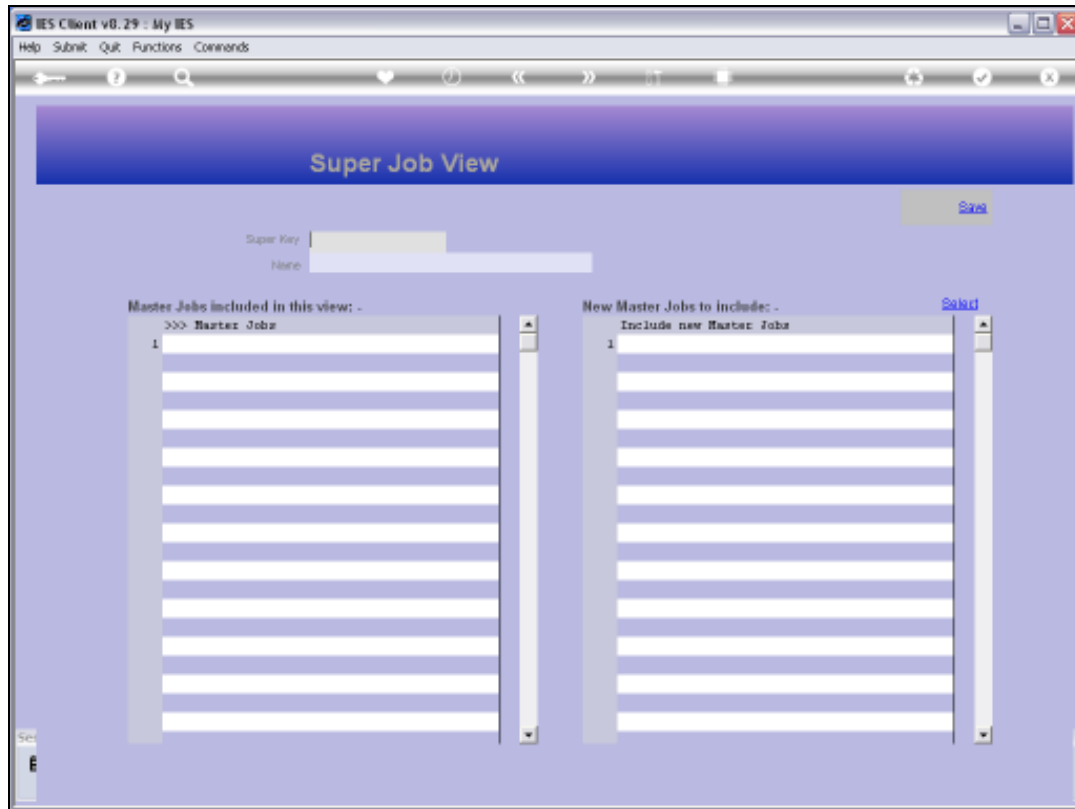 IES Client v8.29 : My IES
Help Submit Quit Functions Commands
Super Job View
Save
Super Key
Name
Master Jobs included in this view: -
New Master Jobs to include: -
Select
>>> Master Jobs
Include new Master Jobs
1
1